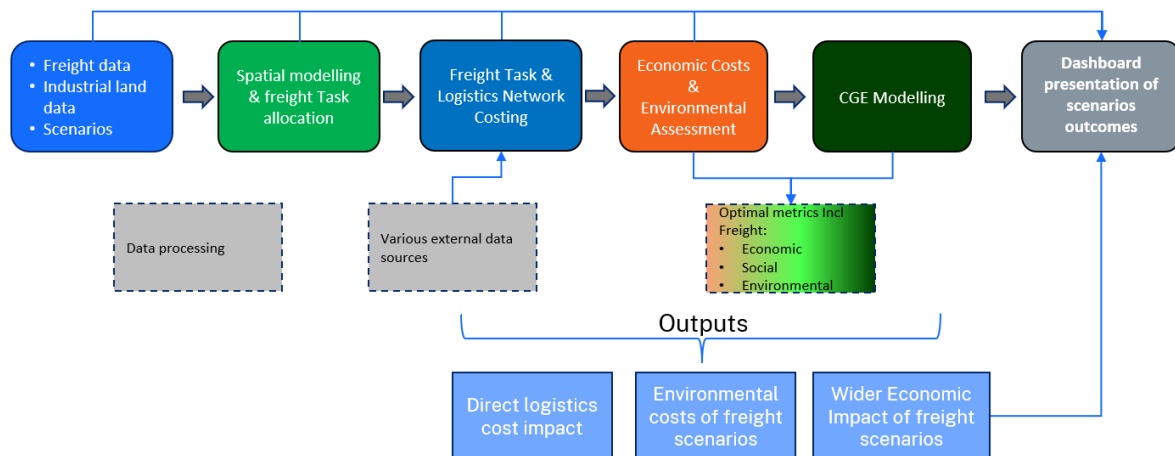 • Freight data
• Industrial land
data
• Scenarios
Spatial modelling
& freight Task
allocation
Freight Task &
Logistics Network
Costing
Economic Costs
&
Environmental
Assessment
CGE Modelling
Dashboard
presentation of
scenarios
outcomes
Data processing
Various external data
sources
Optimal metrics Incl
Freight:
• Economic
• Social
• Environmental
Outputs
Direct logistics
cost impact
Environmental
costs of freight
scenarios
Wider Economic
Impact of freight
scenarios